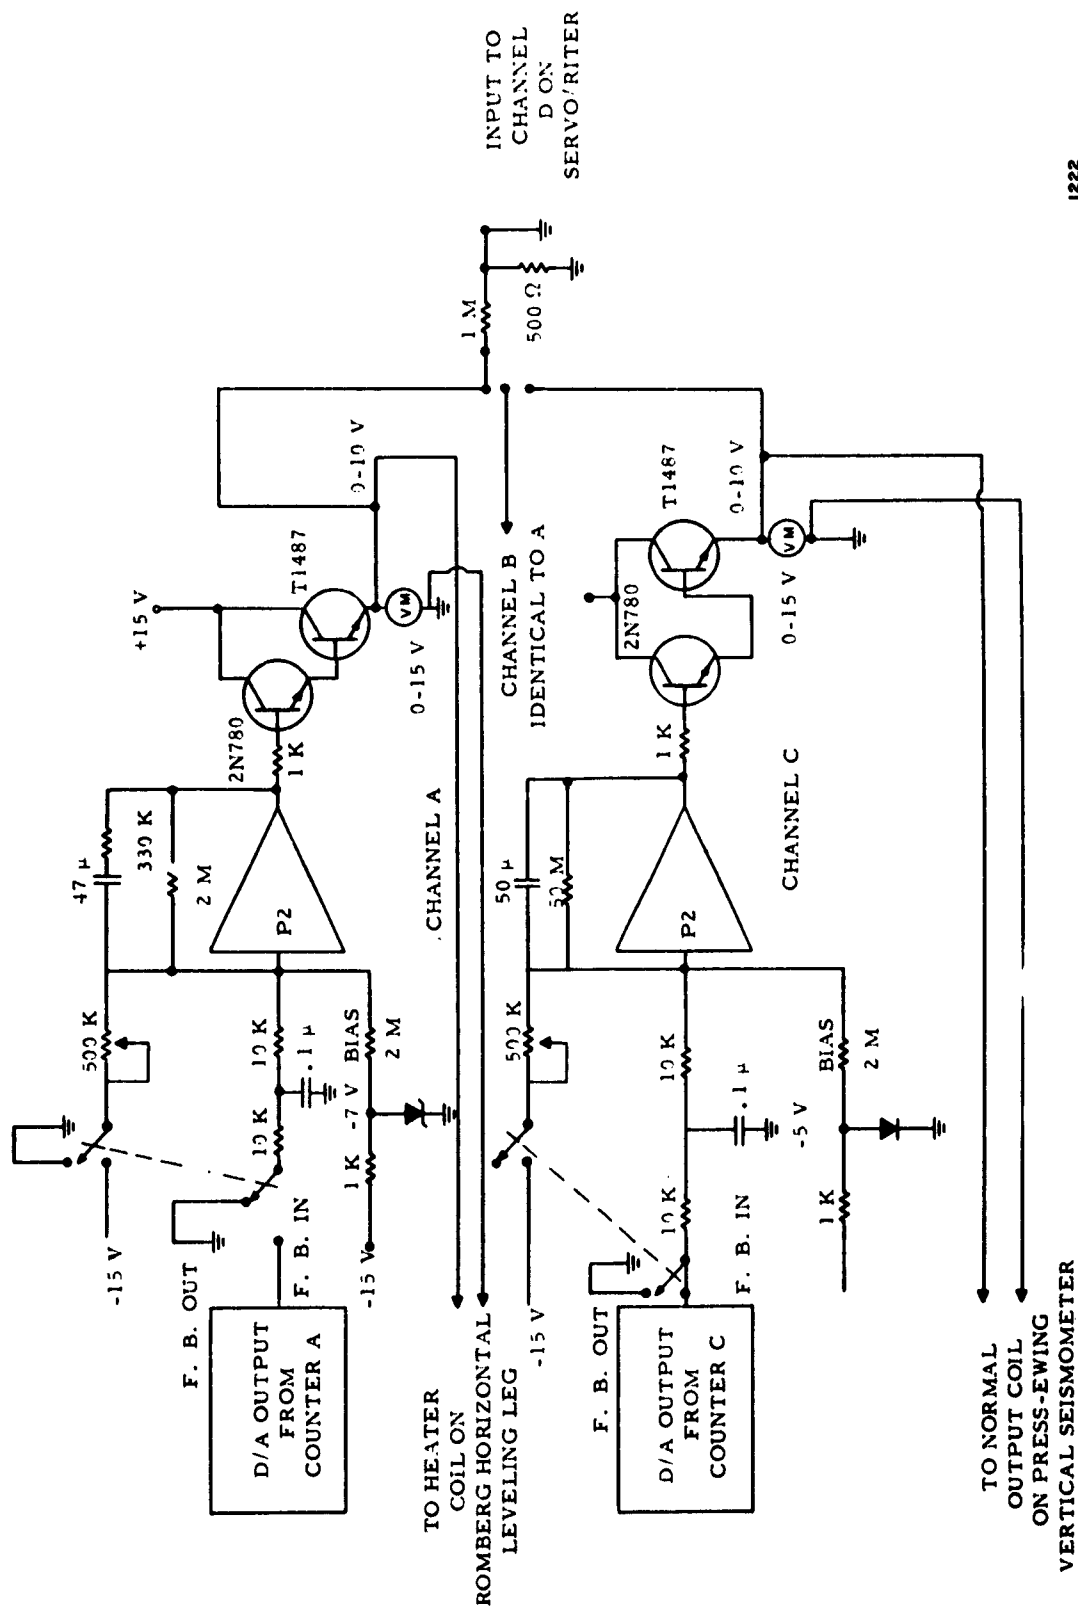 -15 V
500 K
47 µ
330 K
2 M
F. B. OUT
F. B. IN
D/A OUTPUT
FROM
COUNTER A
10 K
10 K
.1 µ
P2
1 K
2N780
+15 V
T1487
VM
0-15 V
0-10 V
-15 V
1 K
-7 V
BIAS
2 M
CHANNEL A
TO HEATER
COIL ON
ROMBERG HORIZONTAL
LEVELING LEG
CHANNEL B
IDENTICAL TO A
1 M
500 Ω
INPUT TO
CHANNEL
D ON
SERVO/RITER
-15 V
500 K
50 µ
F. B. OUT
F. B. IN
D/A OUTPUT
FROM
COUNTER C
10 K
10 K
.1 µ
P2
1 K
2N780
T1487
VM
0-15 V
0-10 V
1 K
-5 V
BIAS
2 M
CHANNEL C
TO NORMAL
OUTPUT COIL
ON PRESS-EWING
VERTICAL SEISMOMETER
1222